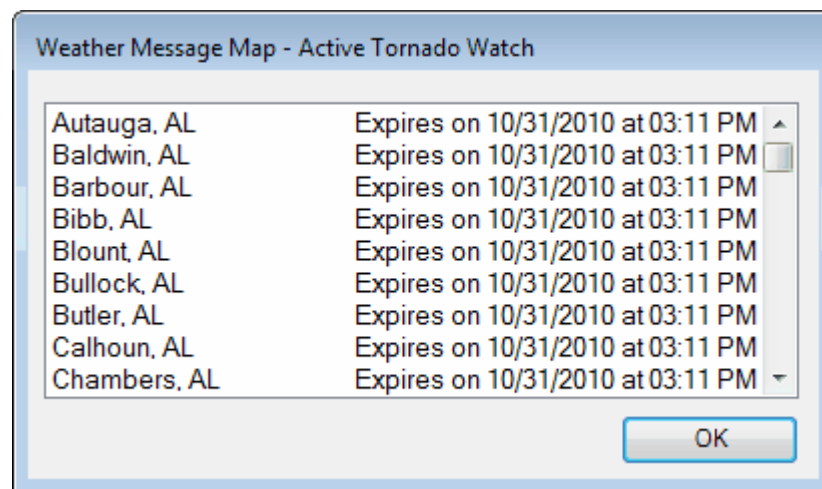 Weather Message Map - Active Tornado Watch
Autauga, AL Expires on 10/31/2010 at 03:11 PM
Baldwin, AL Expires on 10/31/2010 at 03:11 PM
Barbour, AL Expires on 10/31/2010 at 03:11 PM
Bibb, AL Expires on 10/31/2010 at 03:11 PM
Blount, AL Expires on 10/31/2010 at 03:11 PM
Bullock, AL Expires on 10/31/2010 at 03:11 PM
Butler, AL Expires on 10/31/2010 at 03:11 PM
Calhoun, AL Expires on 10/31/2010 at 03:11 PM
Chambers, AL Expires on 10/31/2010 at 03:11 PM
OK